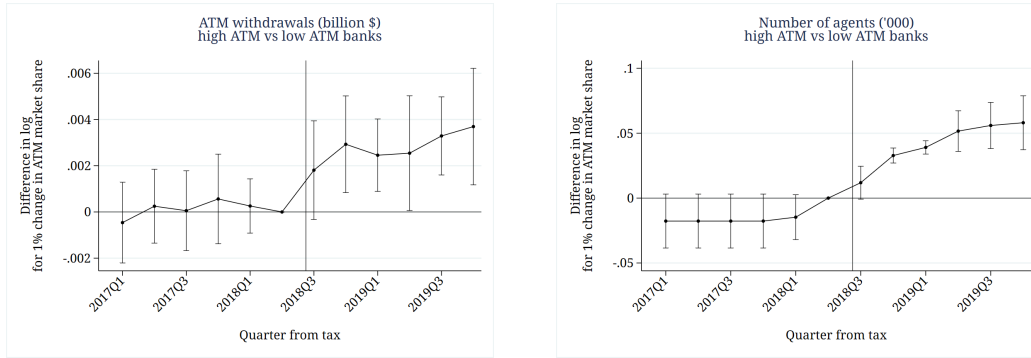 ATM withdrawals (billion $)
high ATM vs low ATM banks
Difference in log
for 1% change in ATM market share
.006
.004
.002
0
-.002
2017Q1
2017Q3
2018Q1
2018Q3
2019Q1
2019Q3
Quarter from tax
Number of agents ('000)
high ATM vs low ATM banks
Difference in log
for 1% change in ATM market share
.1
.05
0
-.05
2017Q1
2017Q3
2018Q1
2018Q3
2019Q1
2019Q3
Quarter from tax